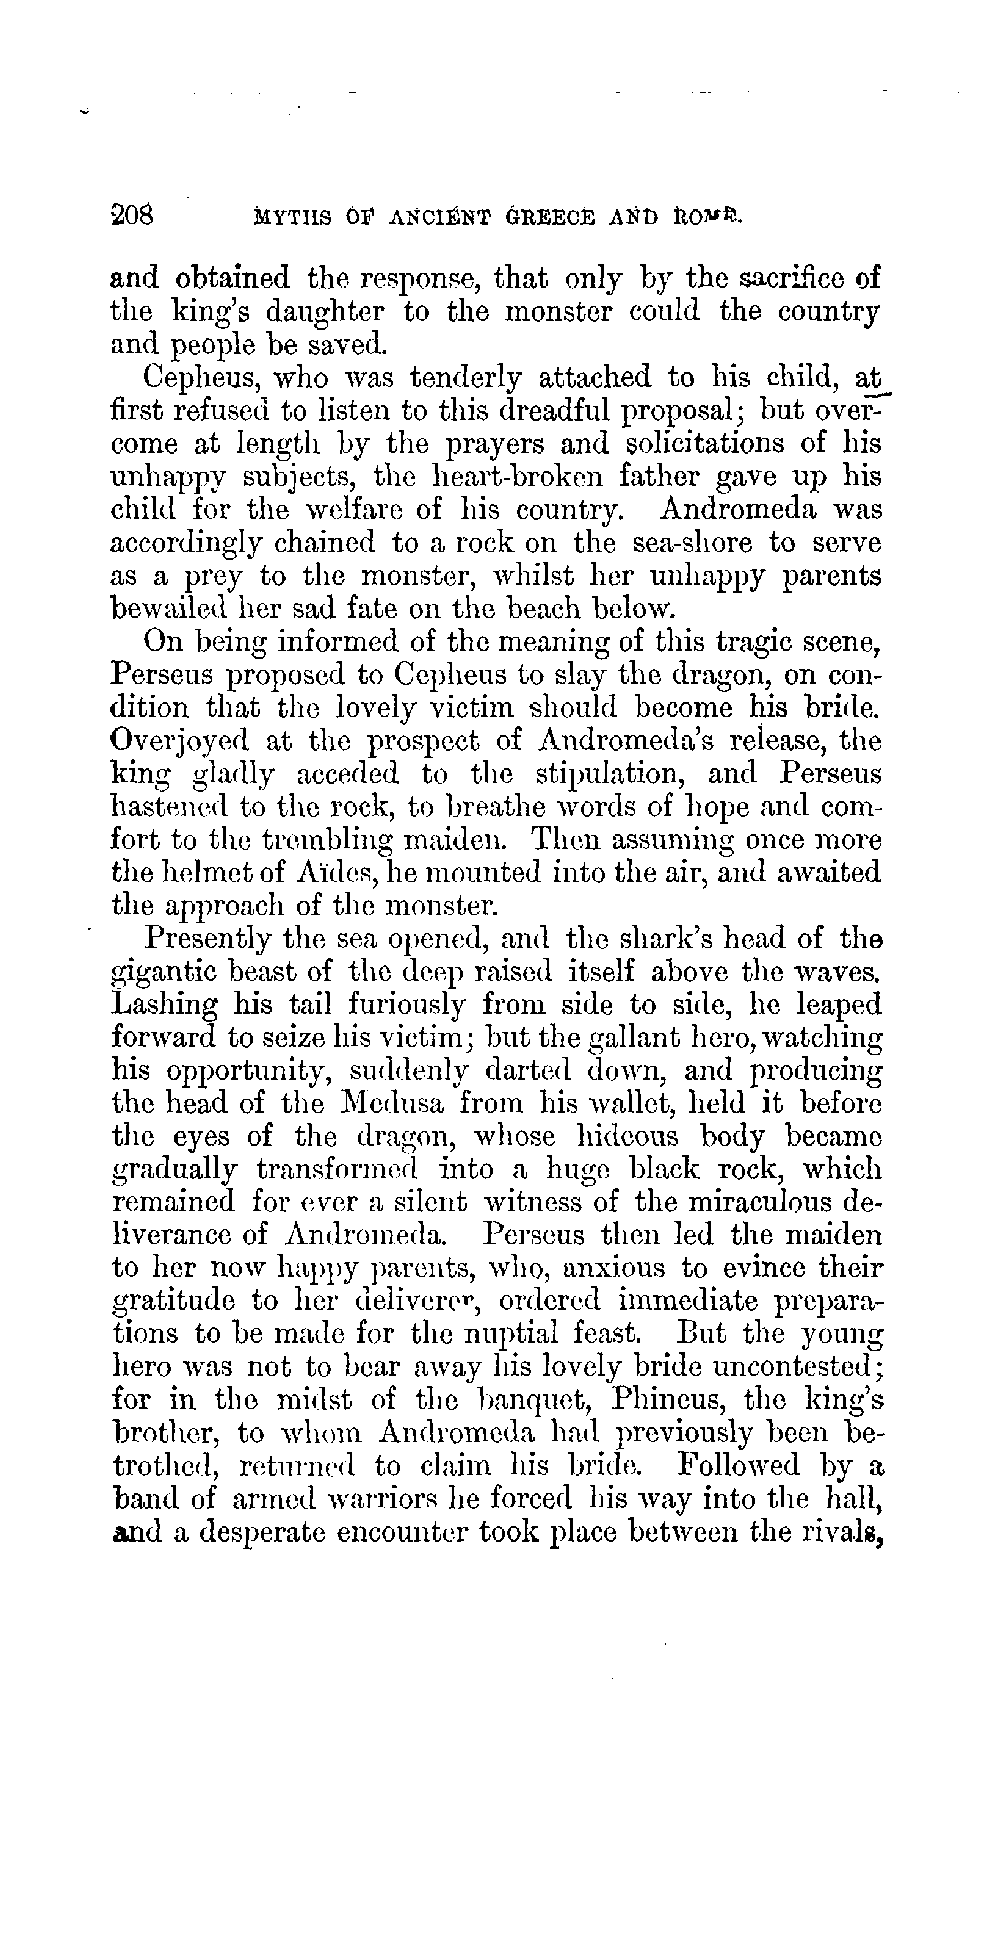 208 MYTHS OF ANCIENT GREECE AND ROME.
and obtained the response, that only by the sacrifice of
the king's daughter to the monster could the country
and people be saved.
Cepheus, who was tenderly attached to his child, at
first refused to listen to this dreadful proposal; but over-
come at length by the prayers and solicitations of his
unhappy subjects, the heart-broken father gave up his
child for the welfare of his country. Andromeda was
accordingly chained to a rock on the sea-shore to serve
as a prey to the monster, whilst her unhappy parents
bewailed her sad fate on the beach below.
On being informed of the meaning of this tragic scene,
Perseus proposed to Cepheus to slay the dragon, on con-
dition that the lovely victim should become his bride.
Overjoyed at the prospect of Andromeda's release, the
king gladly acceded to the stipulation, and Perseus
hastened to the rock, to breathe words of hope and com-
fort to the trembling maiden. Then assuming once more
the helmet of Aïdes, he mounted into the air, and awaited
the approach of the monster.
Presently the sea opened, and the shark's head of the
gigantic beast of the deep raised itself above the waves.
Lashing his tail furiously from side to side, he leaped
forward to seize his victim; but the gallant hero, watching
his opportunity, suddenly darted down, and producing
the head of the Medusa from his wallet, held it before
the eyes of the dragon, whose hideous body became
gradually transformed into a huge black rock, which
remained for ever a silent witness of the miraculous de-
liverance of Andromeda. Perseus then led the maiden
to her now happy parents, who, anxious to evince their
gratitude to her deliverer, ordered immediate prepara-
tions to be made for the nuptial feast. But the young
hero was not to bear away his lovely bride uncontested;
for in the midst of the banquet, Phineus, the king's
brother, to whom Andromeda had previously been be-
trothed, returned to claim his bride. Followed by a
band of armed warriors he forced his way into the hall,
and a desperate encounter took place between the rivals,